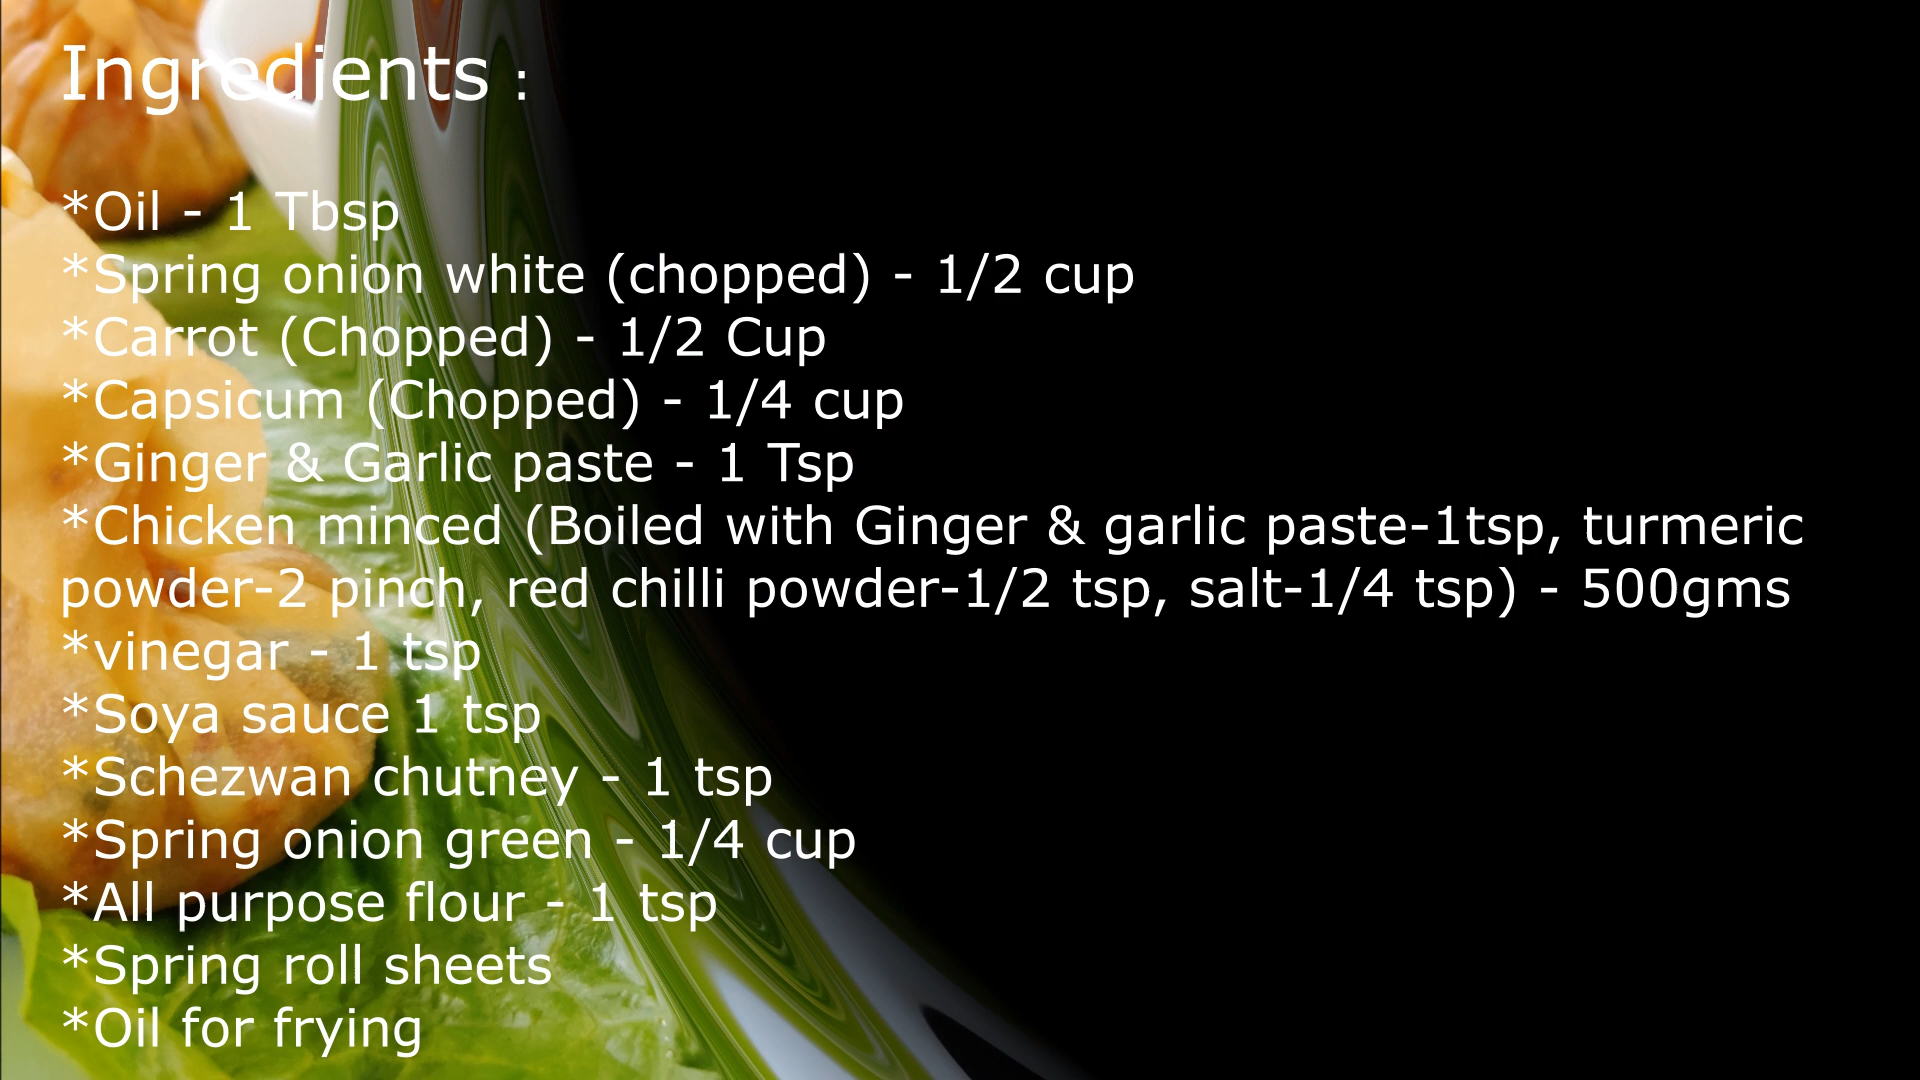 Ingredients :
*Oil - 1 Tbsp
*Spring onion white (chopped) - 1/2 cup
*Carrot (Chopped) - 1/2 Cup
*Capsicum (Chopped) - 1/4 cup
*Ginger & Garlic paste - 1 Tsp
*Chicken minced (Boiled with Ginger & garlic paste-1tsp, turmeric
powder-2 pinch, red chilli powder-1/2 tsp, salt-1/4 tsp) - 500gms
*vinegar - 1 tsp
*Soya sauce 1 tsp
*Schezwan chutney - 1 tsp
*Spring onion green - 1/4 cup
*All purpose flour - 1 tsp
*Spring roll sheets
*Oil for frying